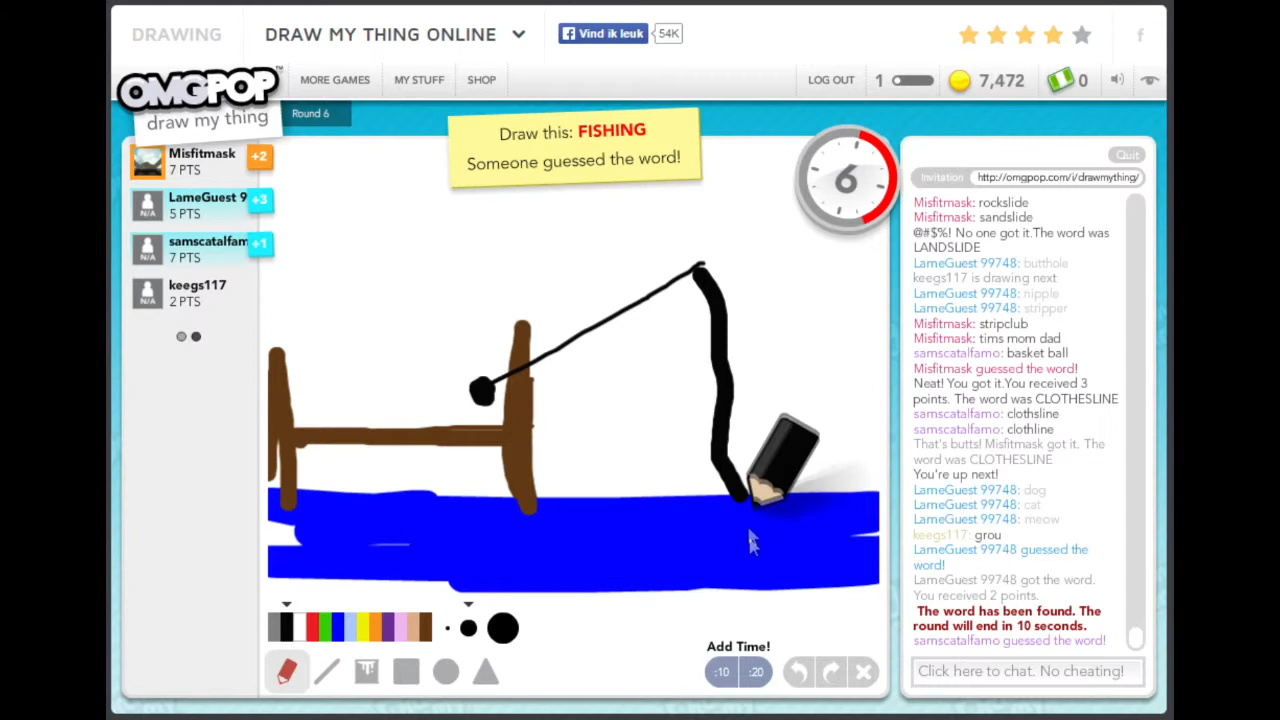 DRAWING
DRAW MY THING ONLINE
Vind ik leuk
54K
OMGPOP™
draw my thing
MORE GAMES
MY STUFF
SHOP
LOG OUT
1
7,472
0
Round 6
Draw this: FISHING
Someone guessed the word!
6
Misfitmask +2
7 PTS
N/A
LameGuest 9 +3
5 PTS
N/A
samscatalfam +1
7 PTS
N/A
keegs117
2 PTS
Quit
Invitation http://omgpop.com/i/drawmything/
Misfitmask: rockslide
Misfitmask: sandslide
@#$%! No one got it.The word was
LANDSLIDE
LameGuest 99748: butthole
keegs117 is drawing next
LameGuest 99748: nipple
LameGuest 99748: stripper
Misfitmask: stripclub
Misfitmask: tims mom dad
samscatalfamo: basket ball
Misfitmask guessed the word!
Neat! You got it.You received 3
points. The word was CLOTHESLINE
samscatalfamo: clothsline
samscatalfamo: clothline
That's butts! Misfitmask got it. The
word was CLOTHESLINE
You're up next!
LameGuest 99748: dog
LameGuest 99748: cat
LameGuest 99748: meow
keegs117: grou
LameGuest 99748 guessed the
word!
LameGuest 99748 got the word.
You received 2 points.
The word has been found. The
round will end in 10 seconds.
samscatalfamo guessed the word!
Click here to chat. No cheating!
Add Time!
:10 :20